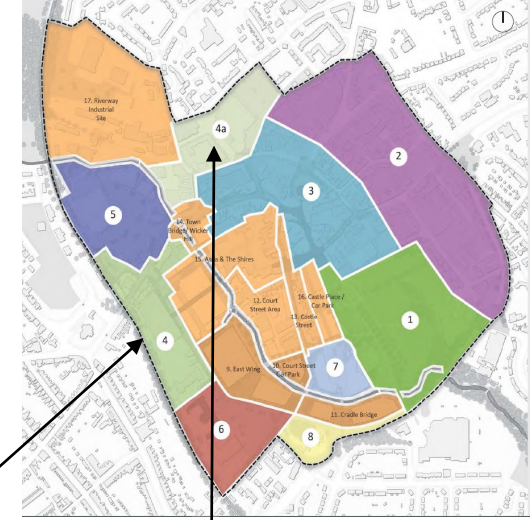 17. Riverway
Industrial
Site
4a
2
3
5
14. Town
Bridge/ Wicker
Hill
15. Asda & The Shires
12. Court
Street Area
16. Castle Place /
Car Park
13. Castle
Street
1
4
9. East Wing
10. Court Street
Car Park
7
11. Cradle Bridge
6
8